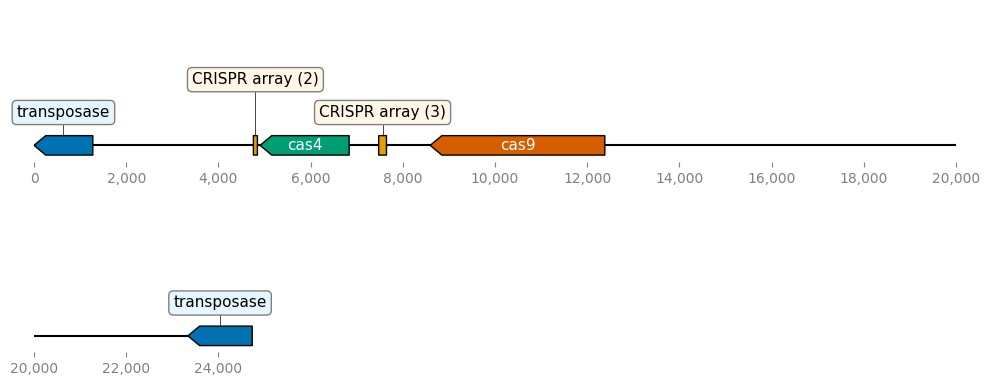 CRISPR array (2)
transposase CRISPR array (3)
cas4 cas9
0 2,000 4,000 6,000 8,000 10,000 12,000 14,000 16,000 18,000 20,000
transposase
20,000 22,000 24,000